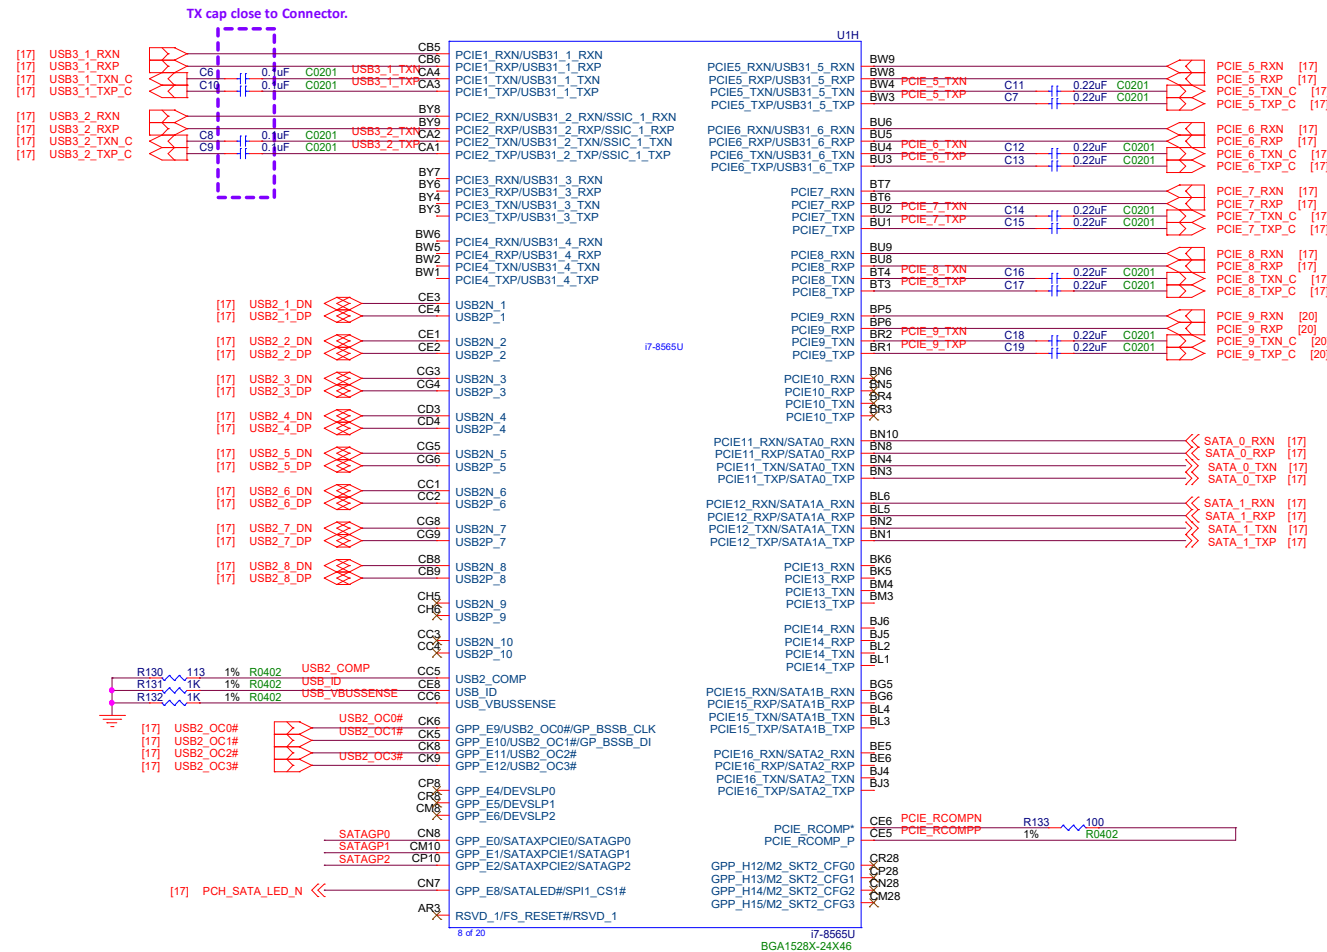 TX cap close to Connector.
U1H
[17] USB3_1_RXN CB5 PCIE1_RXN/USB31_1_RXN
[17] USB3_1_RXP CB6 PCIE1_RXP/USB31_1_RXP
[17] USB3_1_TXN_C C6 0.1uF C0201 USB3_1_TXN CA4 PCIE1_TXN/USB31_1_TXN
[17] USB3_1_TXP_C C10 0.1uF C0201 USB3_1_TXP CA3 PCIE1_TXP/USB31_1_TXP
[17] USB3_2_RXN BY8 PCIE2_RXN/USB31_2_RXN/SSIC_1_RXN
[17] USB3_2_RXP BY9 PCIE2_RXP/USB31_2_RXP/SSIC_1_RXP
[17] USB3_2_TXN_C C8 0.1uF C0201 USB3_2_TXN CA2 PCIE2_TXN/USB31_2_TXN/SSIC_1_TXN
[17] USB3_2_TXP_C C9 0.1uF C0201 USB3_2_TXP CA1 PCIE2_TXP/USB31_2_TXP/SSIC_1_TXP
BY7 PCIE3_RXN/USB31_3_RXN
BY6 PCIE3_RXP/USB31_3_RXP
BY4 PCIE3_TXN/USB31_3_TXN
BY3 PCIE3_TXP/USB31_3_TXP
BW6 PCIE4_RXN/USB31_4_RXN
BW5 PCIE4_RXP/USB31_4_RXP
BW2 PCIE4_TXN/USB31_4_TXN
BW1 PCIE4_TXP/USB31_4_TXP
[17] USB2_1_DN CE3 USB2N_1
[17] USB2_1_DP CE4 USB2P_1
[17] USB2_2_DN CE1 USB2N_2
[17] USB2_2_DP CE2 USB2P_2
[17] USB2_3_DN CG3 USB2N_3
[17] USB2_3_DP CG4 USB2P_3
[17] USB2_4_DN CD3 USB2N_4
[17] USB2_4_DP CD4 USB2P_4
[17] USB2_5_DN CG5 USB2N_5
[17] USB2_5_DP CG6 USB2P_5
[17] USB2_6_DN CC1 USB2N_6
[17] USB2_6_DP CC2 USB2P_6
[17] USB2_7_DN CG8 USB2N_7
[17] USB2_7_DP CG9 USB2P_7
[17] USB2_8_DN CB8 USB2N_8
[17] USB2_8_DP CB9 USB2P_8
CH5 USB2N_9
CH6 USB2P_9
CC3 USB2N_10
CC4 USB2P_10
R130 113 1% R0402 USB2_COMP CC5 USB2_COMP
R131 1K 1% R0402 USB_ID CE8 USB_ID
R132 1K 1% R0402 USB_VBUSSENSE CC6 USB_VBUSSENSE
[17] USB2_OC0# USB2_OC0# CK6 GPP_E9/USB2_OC0#/GP_BSSB_CLK
[17] USB2_OC1# USB2_OC1# CK5 GPP_E10/USB2_OC1#/GP_BSSB_DI
[17] USB2_OC2# CK8 GPP_E11/USB2_OC2#
[17] USB2_OC3# USB2_OC3# CK9 GPP_E12/USB2_OC3#
CP8 GPP_E4/DEVSLP0
CR8 GPP_E5/DEVSLP1
CM8 GPP_E6/DEVSLP2
SATAGP0 CN8 GPP_E0/SATAXPCIE0/SATAGP0
SATAGP1 CM10 GPP_E1/SATAXPCIE1/SATAGP1
SATAGP2 CP10 GPP_E2/SATAXPCIE2/SATAGP2
[17] PCH_SATA_LED_N CN7 GPP_E8/SATALED#/SPI1_CS1#
AR3 RSVD_1/FS_RESET#/RSVD_1
8 of 20
i7-8565U
PCIE5_RXN/USB31_5_RXN BW9 PCIE_5_RXN [17]
PCIE5_RXP/USB31_5_RXP BW8 PCIE_5_RXP [17]
PCIE5_TXN/USB31_5_TXN BW4 PCIE_5_TXN C11 0.22uF C0201 PCIE_5_TXN_C [17
PCIE5_TXP/USB31_5_TXP BW3 PCIE_5_TXP C7 0.22uF C0201 PCIE_5_TXP_C [17
PCIE6_RXN/USB31_6_RXN BU6 PCIE_6_RXN [17]
PCIE6_RXP/USB31_6_RXP BU5 PCIE_6_RXP [17]
PCIE6_TXN/USB31_6_TXN BU4 PCIE_6_TXN C12 0.22uF C0201 PCIE_6_TXN_C [17
PCIE6_TXP/USB31_6_TXP BU3 PCIE_6_TXP C13 0.22uF C0201 PCIE_6_TXP_C [17
PCIE7_RXN BT7 PCIE_7_RXN [17]
PCIE7_RXP BT6 PCIE_7_RXP [17]
PCIE7_TXN BU2 PCIE_7_TXN C14 0.22uF C0201 PCIE_7_TXN_C [17
PCIE7_TXP BU1 PCIE_7_TXP C15 0.22uF C0201 PCIE_7_TXP_C [17
PCIE8_RXN BU9 PCIE_8_RXN [17]
PCIE8_RXP BU8 PCIE_8_RXP [17]
PCIE8_TXN BT4 PCIE_8_TXN C16 0.22uF C0201 PCIE_8_TXN_C [17
PCIE8_TXP BT3 PCIE_8_TXP C17 0.22uF C0201 PCIE_8_TXP_C [17
PCIE9_RXN BP5 PCIE_9_RXN [20]
PCIE9_RXP BP6 PCIE_9_RXP [20]
PCIE9_TXN BR2 PCIE_9_TXN C18 0.22uF C0201 PCIE_9_TXN_C [20
PCIE9_TXP BR1 PCIE_9_TXP C19 0.22uF C0201 PCIE_9_TXP_C [20
PCIE10_RXN BN6
PCIE10_RXP BN5
PCIE10_TXN BR4
PCIE10_TXP BR3
PCIE11_RXN/SATA0_RXN BN10 SATA_0_RXN [17]
PCIE11_RXP/SATA0_RXP BN8 SATA_0_RXP [17]
PCIE11_TXN/SATA0_TXN BN4 SATA_0_TXN [17]
PCIE11_TXP/SATA0_TXP BN3 SATA_0_TXP [17]
PCIE12_RXN/SATA1A_RXN BL6 SATA_1_RXN [17]
PCIE12_RXP/SATA1A_RXP BL5 SATA_1_RXP [17]
PCIE12_TXN/SATA1A_TXN BN2 SATA_1_TXN [17]
PCIE12_TXP/SATA1A_TXP BN1 SATA_1_TXP [17]
PCIE13_RXN BK6
PCIE13_RXP BK5
PCIE13_TXN BM4
PCIE13_TXP BM3
PCIE14_RXN BJ6
PCIE14_RXP BJ5
PCIE14_TXN BL2
PCIE14_TXP BL1
PCIE15_RXN/SATA1B_RXN BG5
PCIE15_RXP/SATA1B_RXP BG6
PCIE15_TXN/SATA1B_TXN BL4
PCIE15_TXP/SATA1B_TXP BL3
PCIE16_RXN/SATA2_RXN BE5
PCIE16_RXP/SATA2_RXP BE6
PCIE16_TXN/SATA2_TXN BJ4
PCIE16_TXP/SATA2_TXP BJ3
PCIE_RCOMP* CE6 PCIE_RCOMPN R133 100
PCIE_RCOMP_P CE5 PCIE_RCOMPP 1% R0402
GPP_H12/M2_SKT2_CFG0 CR28
GPP_H13/M2_SKT2_CFG1 CP28
GPP_H14/M2_SKT2_CFG2 CN28
GPP_H15/M2_SKT2_CFG3 CM28
i7-8565U
BGA1528X-24X46